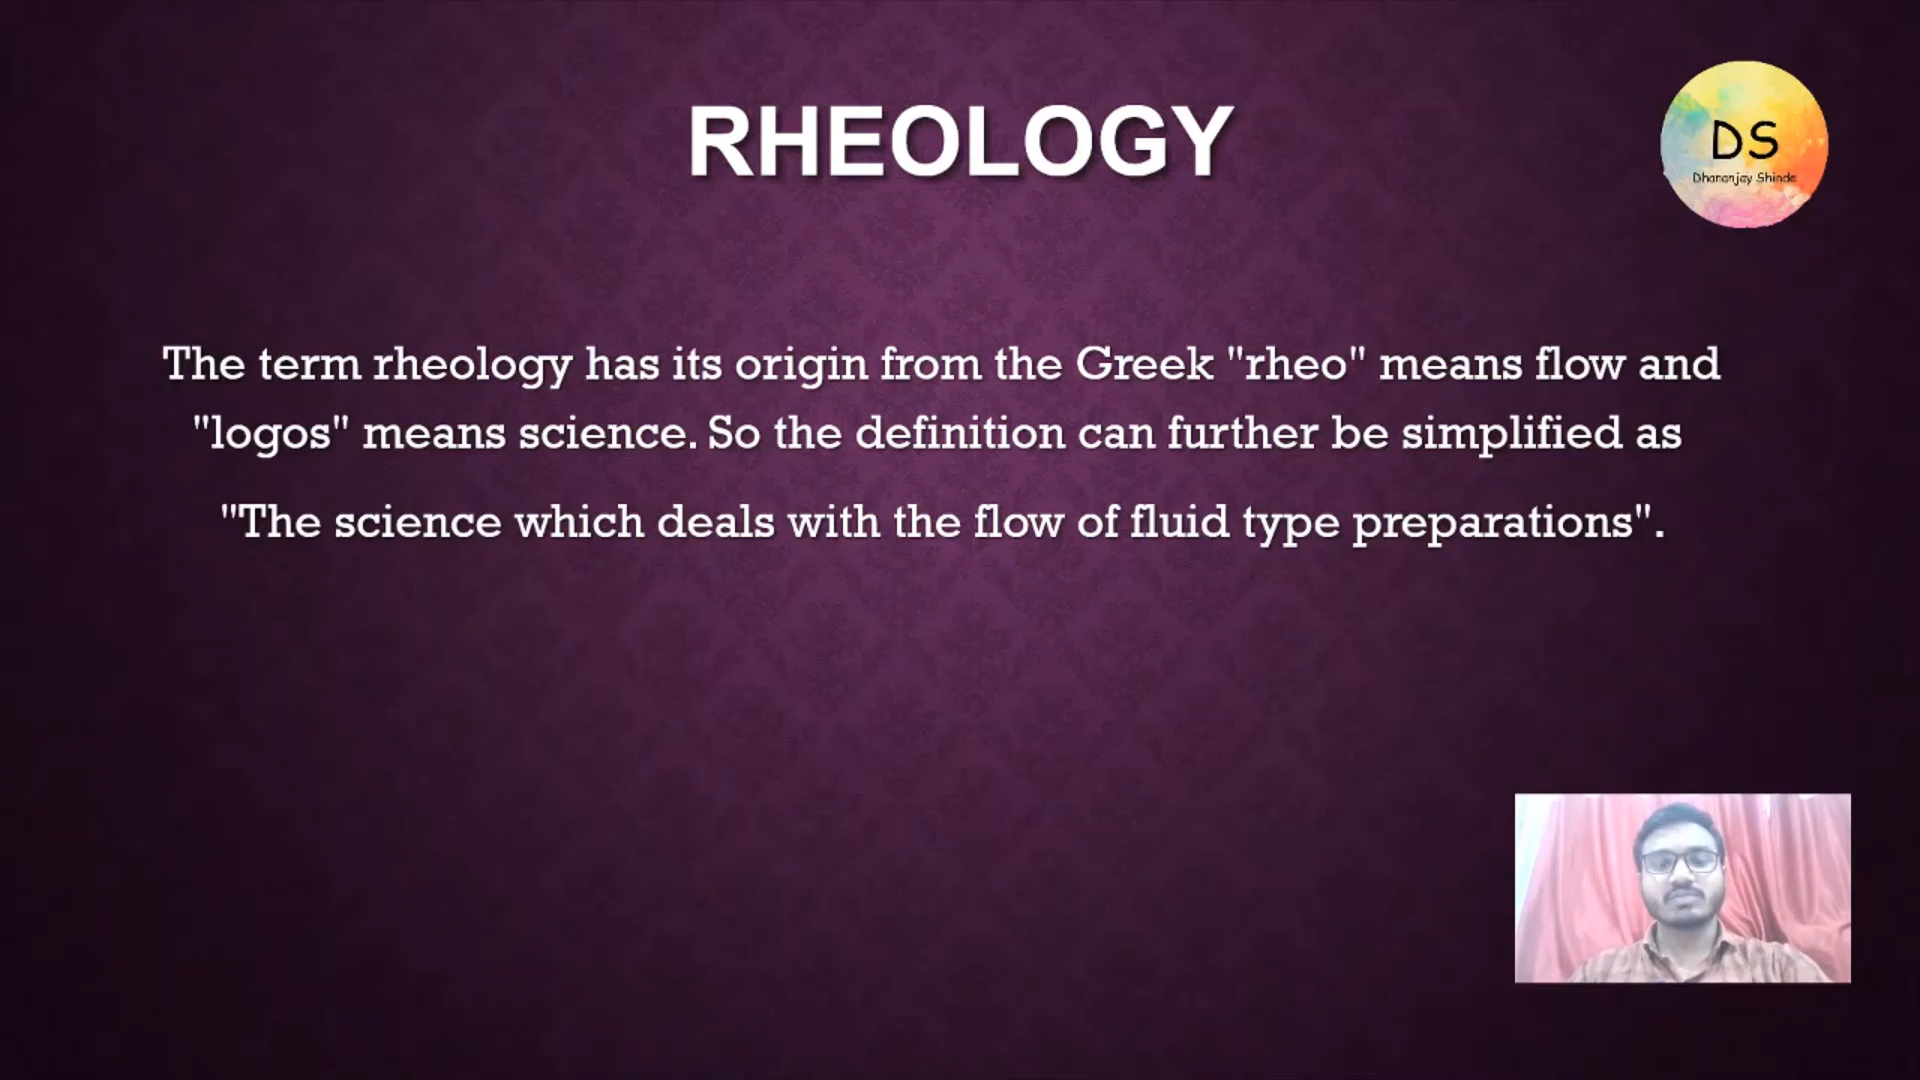 RHEOLOGY
DS
Dhananjay Shinde
The term rheology has its origin from the Greek "rheo" means flow and
"logos" means science. So the definition can further be simplified as
"The science which deals with the flow of fluid type preparations".